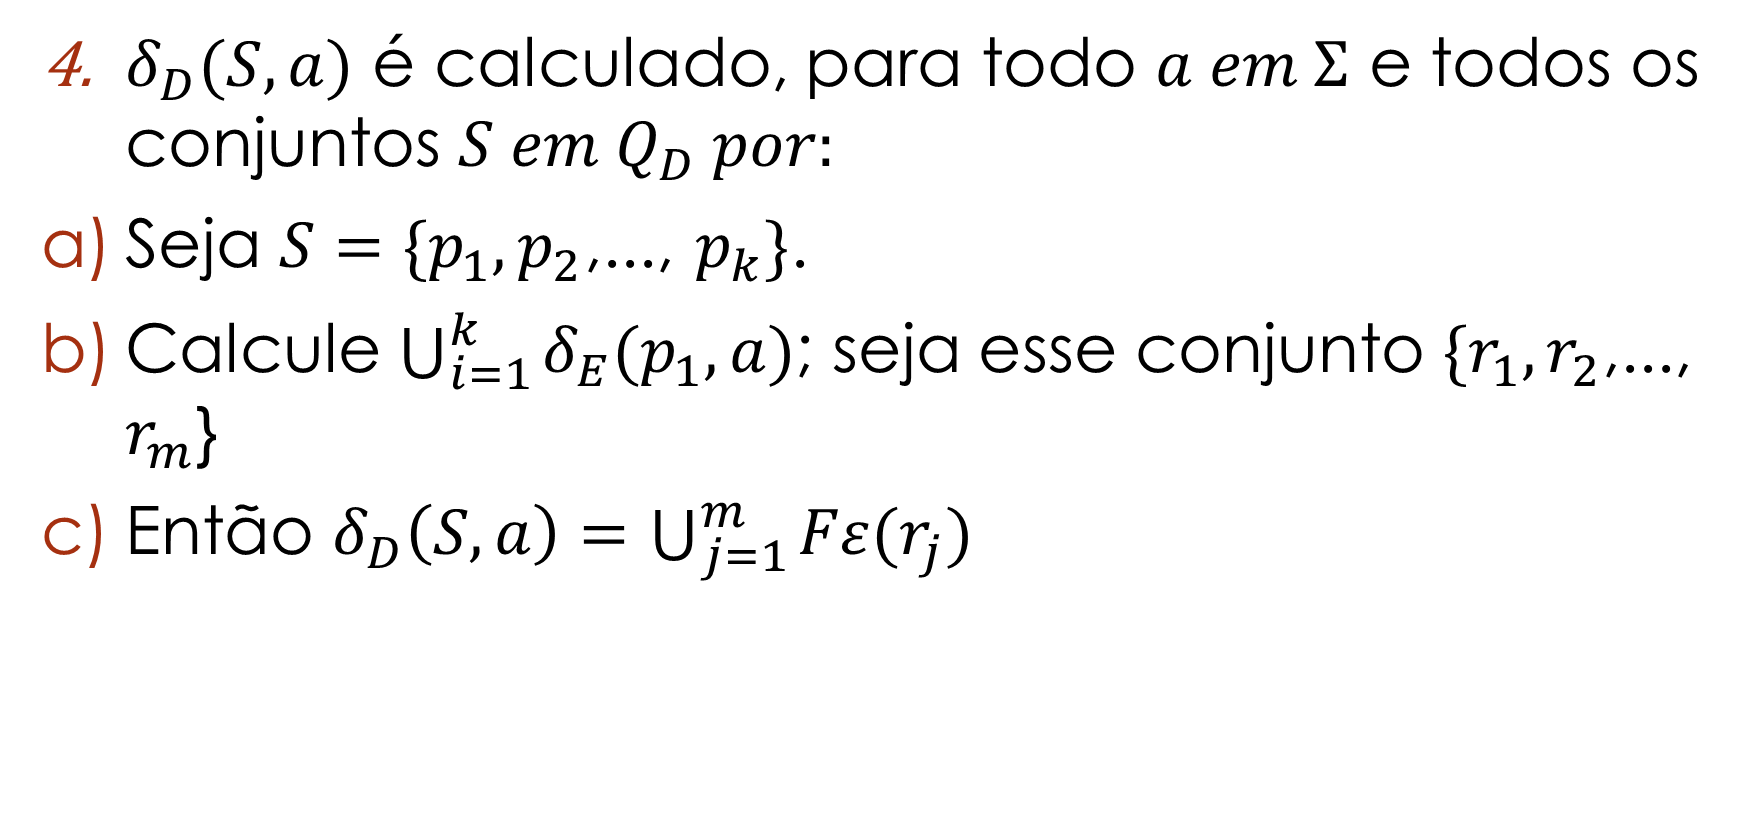 4. δ_D(S, a) é calculado, para todo a em Σ e todos os
conjuntos S em Q_D por:
a) Seja S = {p_1, p_2,..., p_k}.
b) Calcule ⋃_{i=1}^k δ_E(p_1, a); seja esse conjunto {r_1, r_2,...,
r_m}
c) Então δ_D(S, a) = ⋃_{j=1}^m Fε(r_j)